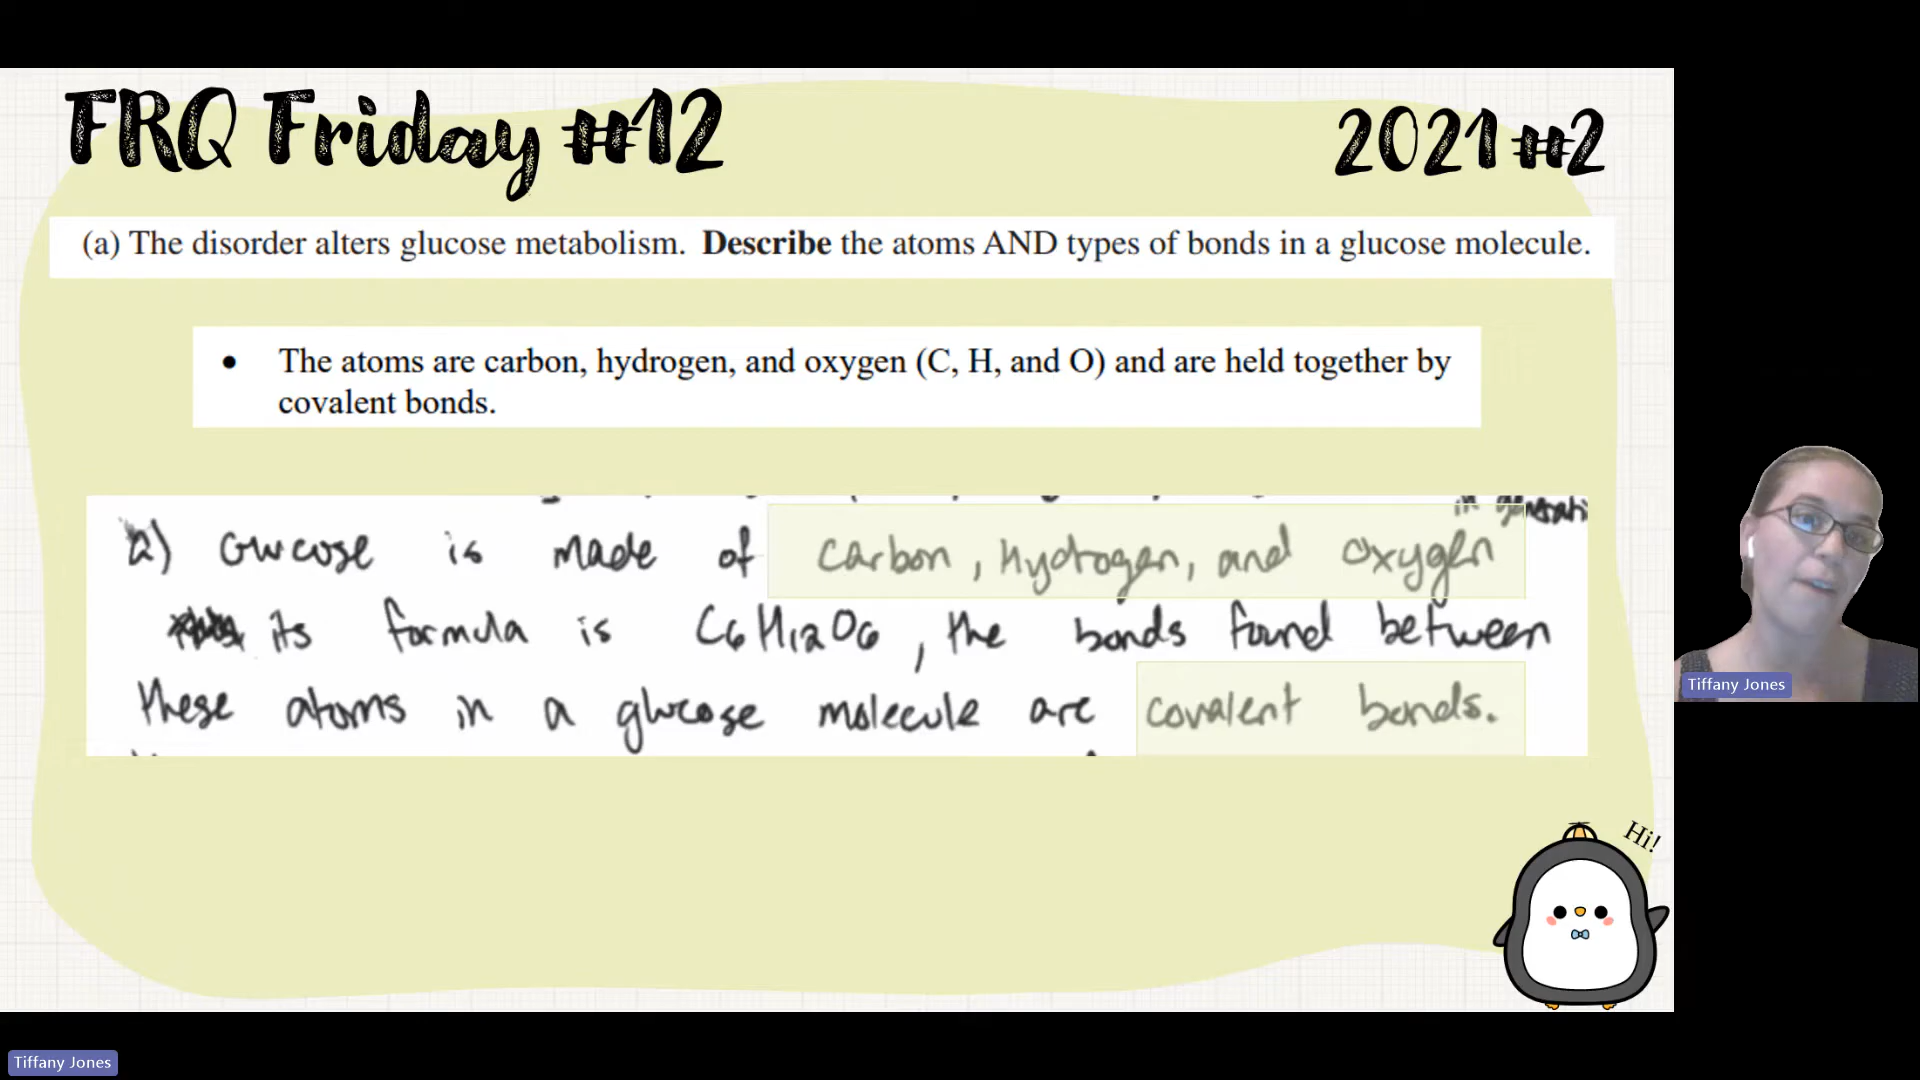 FRQ Friday #12
2021 #2
(a) The disorder alters glucose metabolism. Describe the atoms AND types of bonds in a glucose molecule.
• The atoms are carbon, hydrogen, and oxygen (C, H, and O) and are held together by
covalent bonds.
a) Glucose is made of carbon, hydrogen, and oxygen
its formula is C6H12O6, the bonds found between
these atoms in a glucose molecule are covalent bonds.
Hi!
Tiffany Jones
Tiffany Jones